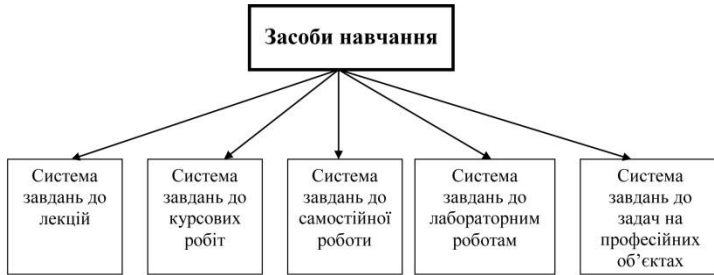 Засоби навчання
Система
завдань до
лекцій
Система
завдань до
курсових
робіт
Система
завдань до
самостійної
роботи
Система
завдань до
лабораторним
роботам
Система
завдань до
задач на
професійних
об’єктах